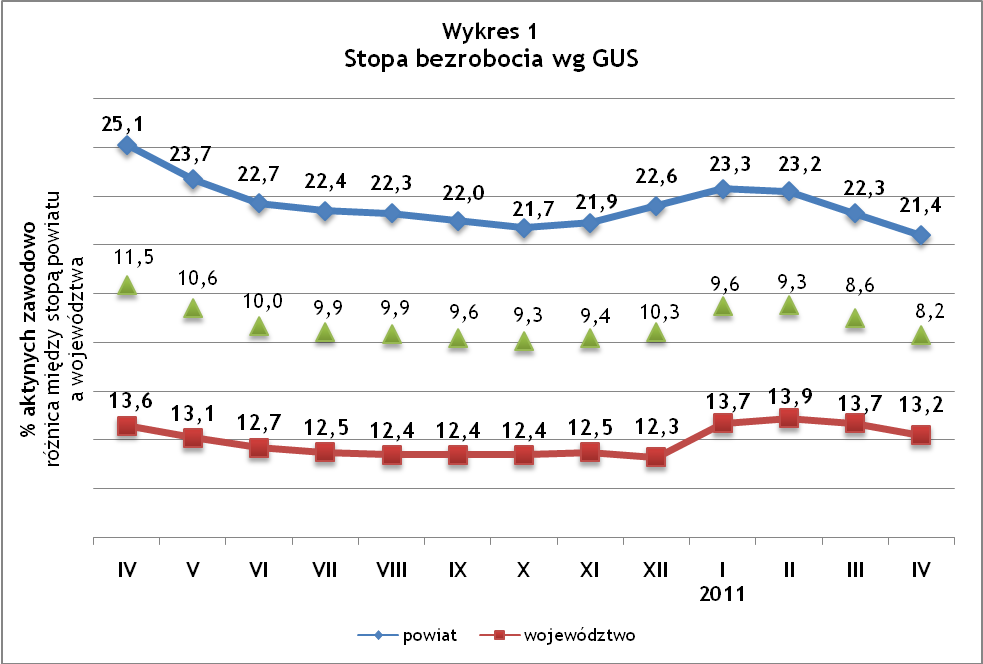 Wykres 1
Stopa bezrobocia wg GUS
% aktynych zawodowo
różnica między stopą powiatu
a województwa
25,1 23,7 22,7 22,4 22,3 22,0 21,7 21,9 22,6 23,3 23,2 22,3 21,4
11,5 10,6 10,0 9,9 9,9 9,6 9,3 9,4 10,3 9,6 9,3 8,6 8,2
13,6 13,1 12,7 12,5 12,4 12,4 12,4 12,5 12,3 13,7 13,9 13,7 13,2
IV V VI VII VIII IX X XI XII I II III IV
2011
powiat województwo